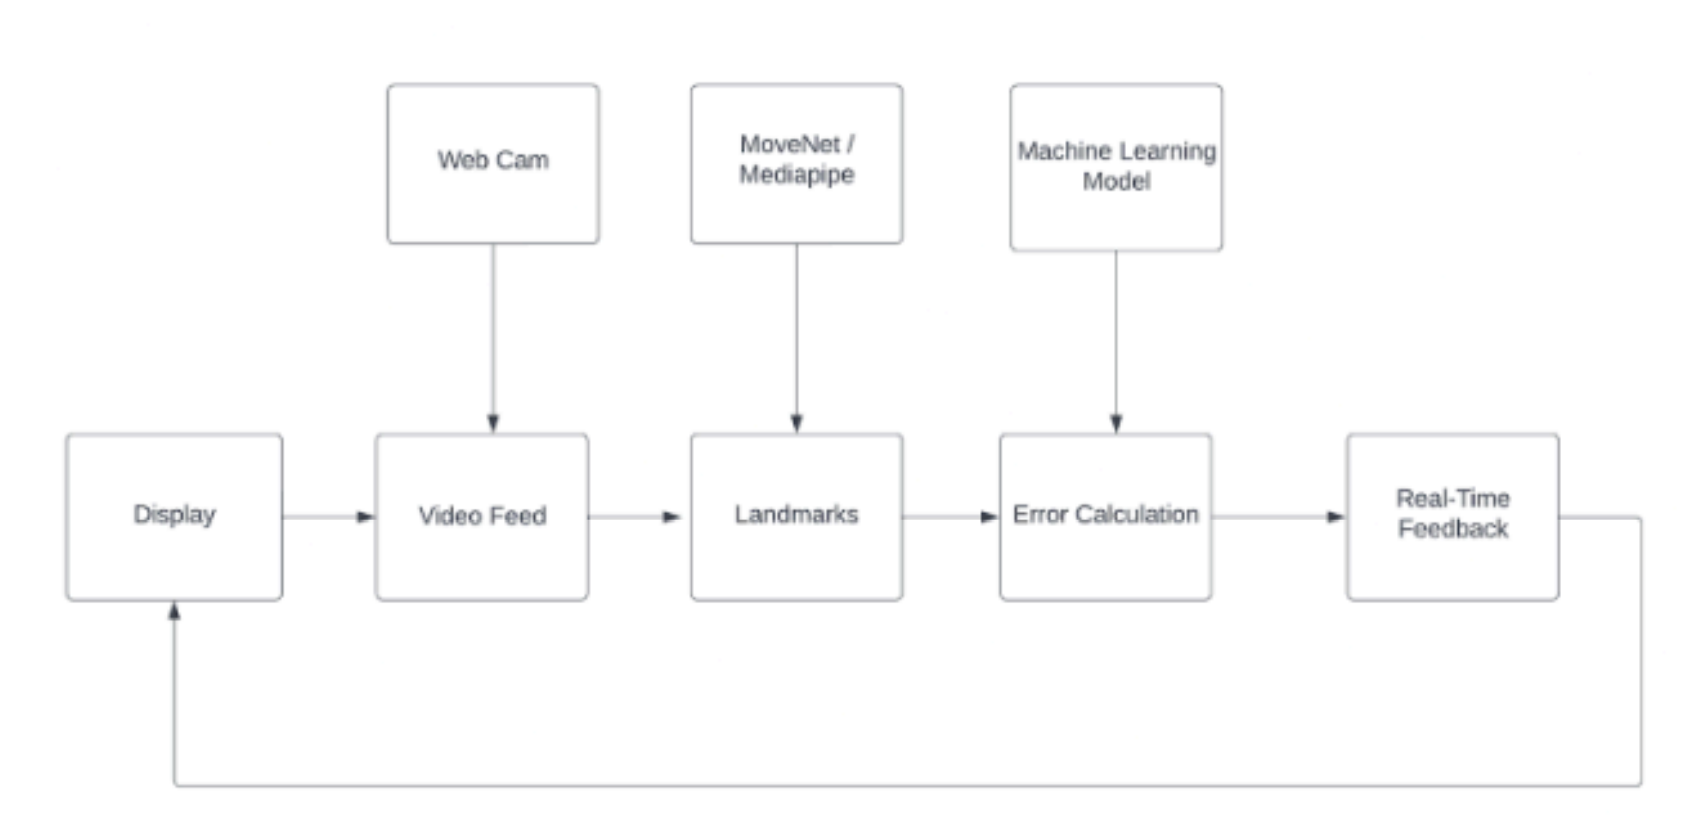 Web Cam
MoveNet /
Mediapipe
Machine Learning
Model
Display
Video Feed
Landmarks
Error Calculation
Real-Time
Feedback